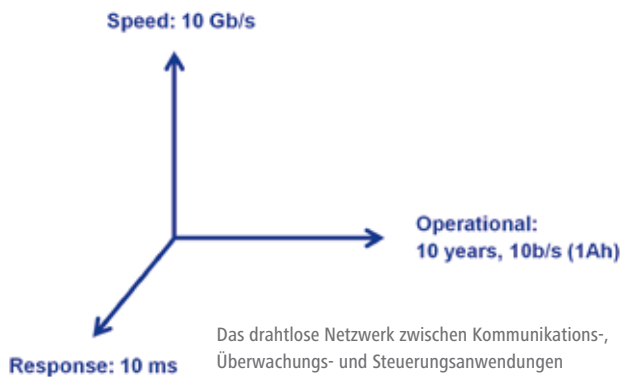 Speed: 10 Gb/s
Operational:
10 years, 10b/s (1Ah)
Response: 10 ms
Das drahtlose Netzwerk zwischen Kommunikations-,
Überwachungs- und Steuerungsanwendungen